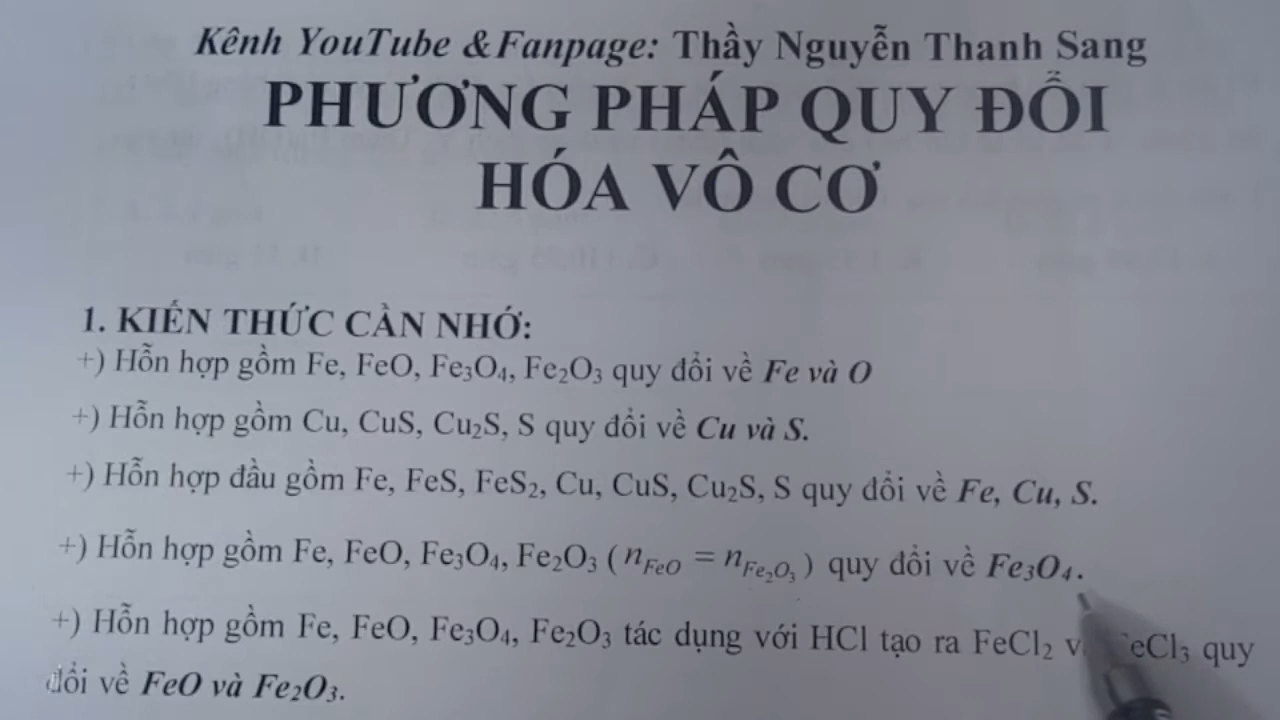 Kênh YouTube &Fanpage: Thầy Nguyễn Thanh Sang
PHƯƠNG PHÁP QUY ĐỔI
HÓA VÔ CƠ
1. KIẾN THỨC CẦN NHỚ:
+) Hỗn hợp gồm Fe, FeO, Fe₃O₄, Fe₂O₃ quy đổi về Fe và O
+) Hỗn hợp gồm Cu, CuS, Cu₂S, S quy đổi về Cu và S.
+) Hỗn hợp đầu gồm Fe, FeS, FeS₂, Cu, CuS, Cu₂S, S quy đổi về Fe, Cu, S.
+) Hỗn hợp gồm Fe, FeO, Fe₃O₄, Fe₂O₃ ( n_FeO = n_Fe₂O₃ ) quy đổi về Fe₃O₄.
+) Hỗn hợp gồm Fe, FeO, Fe₃O₄, Fe₂O₃ tác dụng với HCl tạo ra FeCl₂ quy
đổi về FeO và Fe₂O₃.